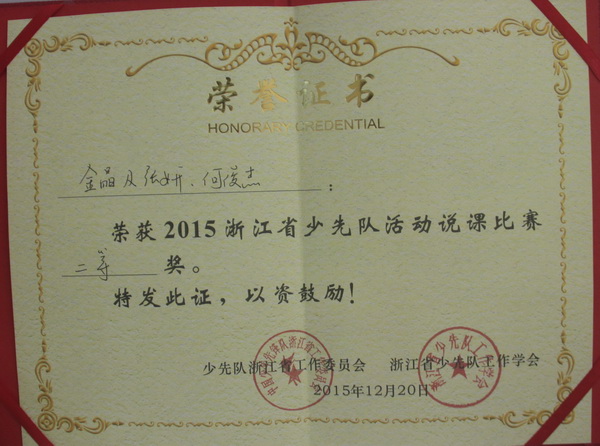 荣誉证书
HONORARY CREDENTIAL
金晶及张妍、何俊杰：
荣获2015浙江省少先队活动说课比赛
二等奖。
特发此证，以资鼓励！
少先队浙江省工作委员会 浙江省少先队工作学会
2015年12月20日